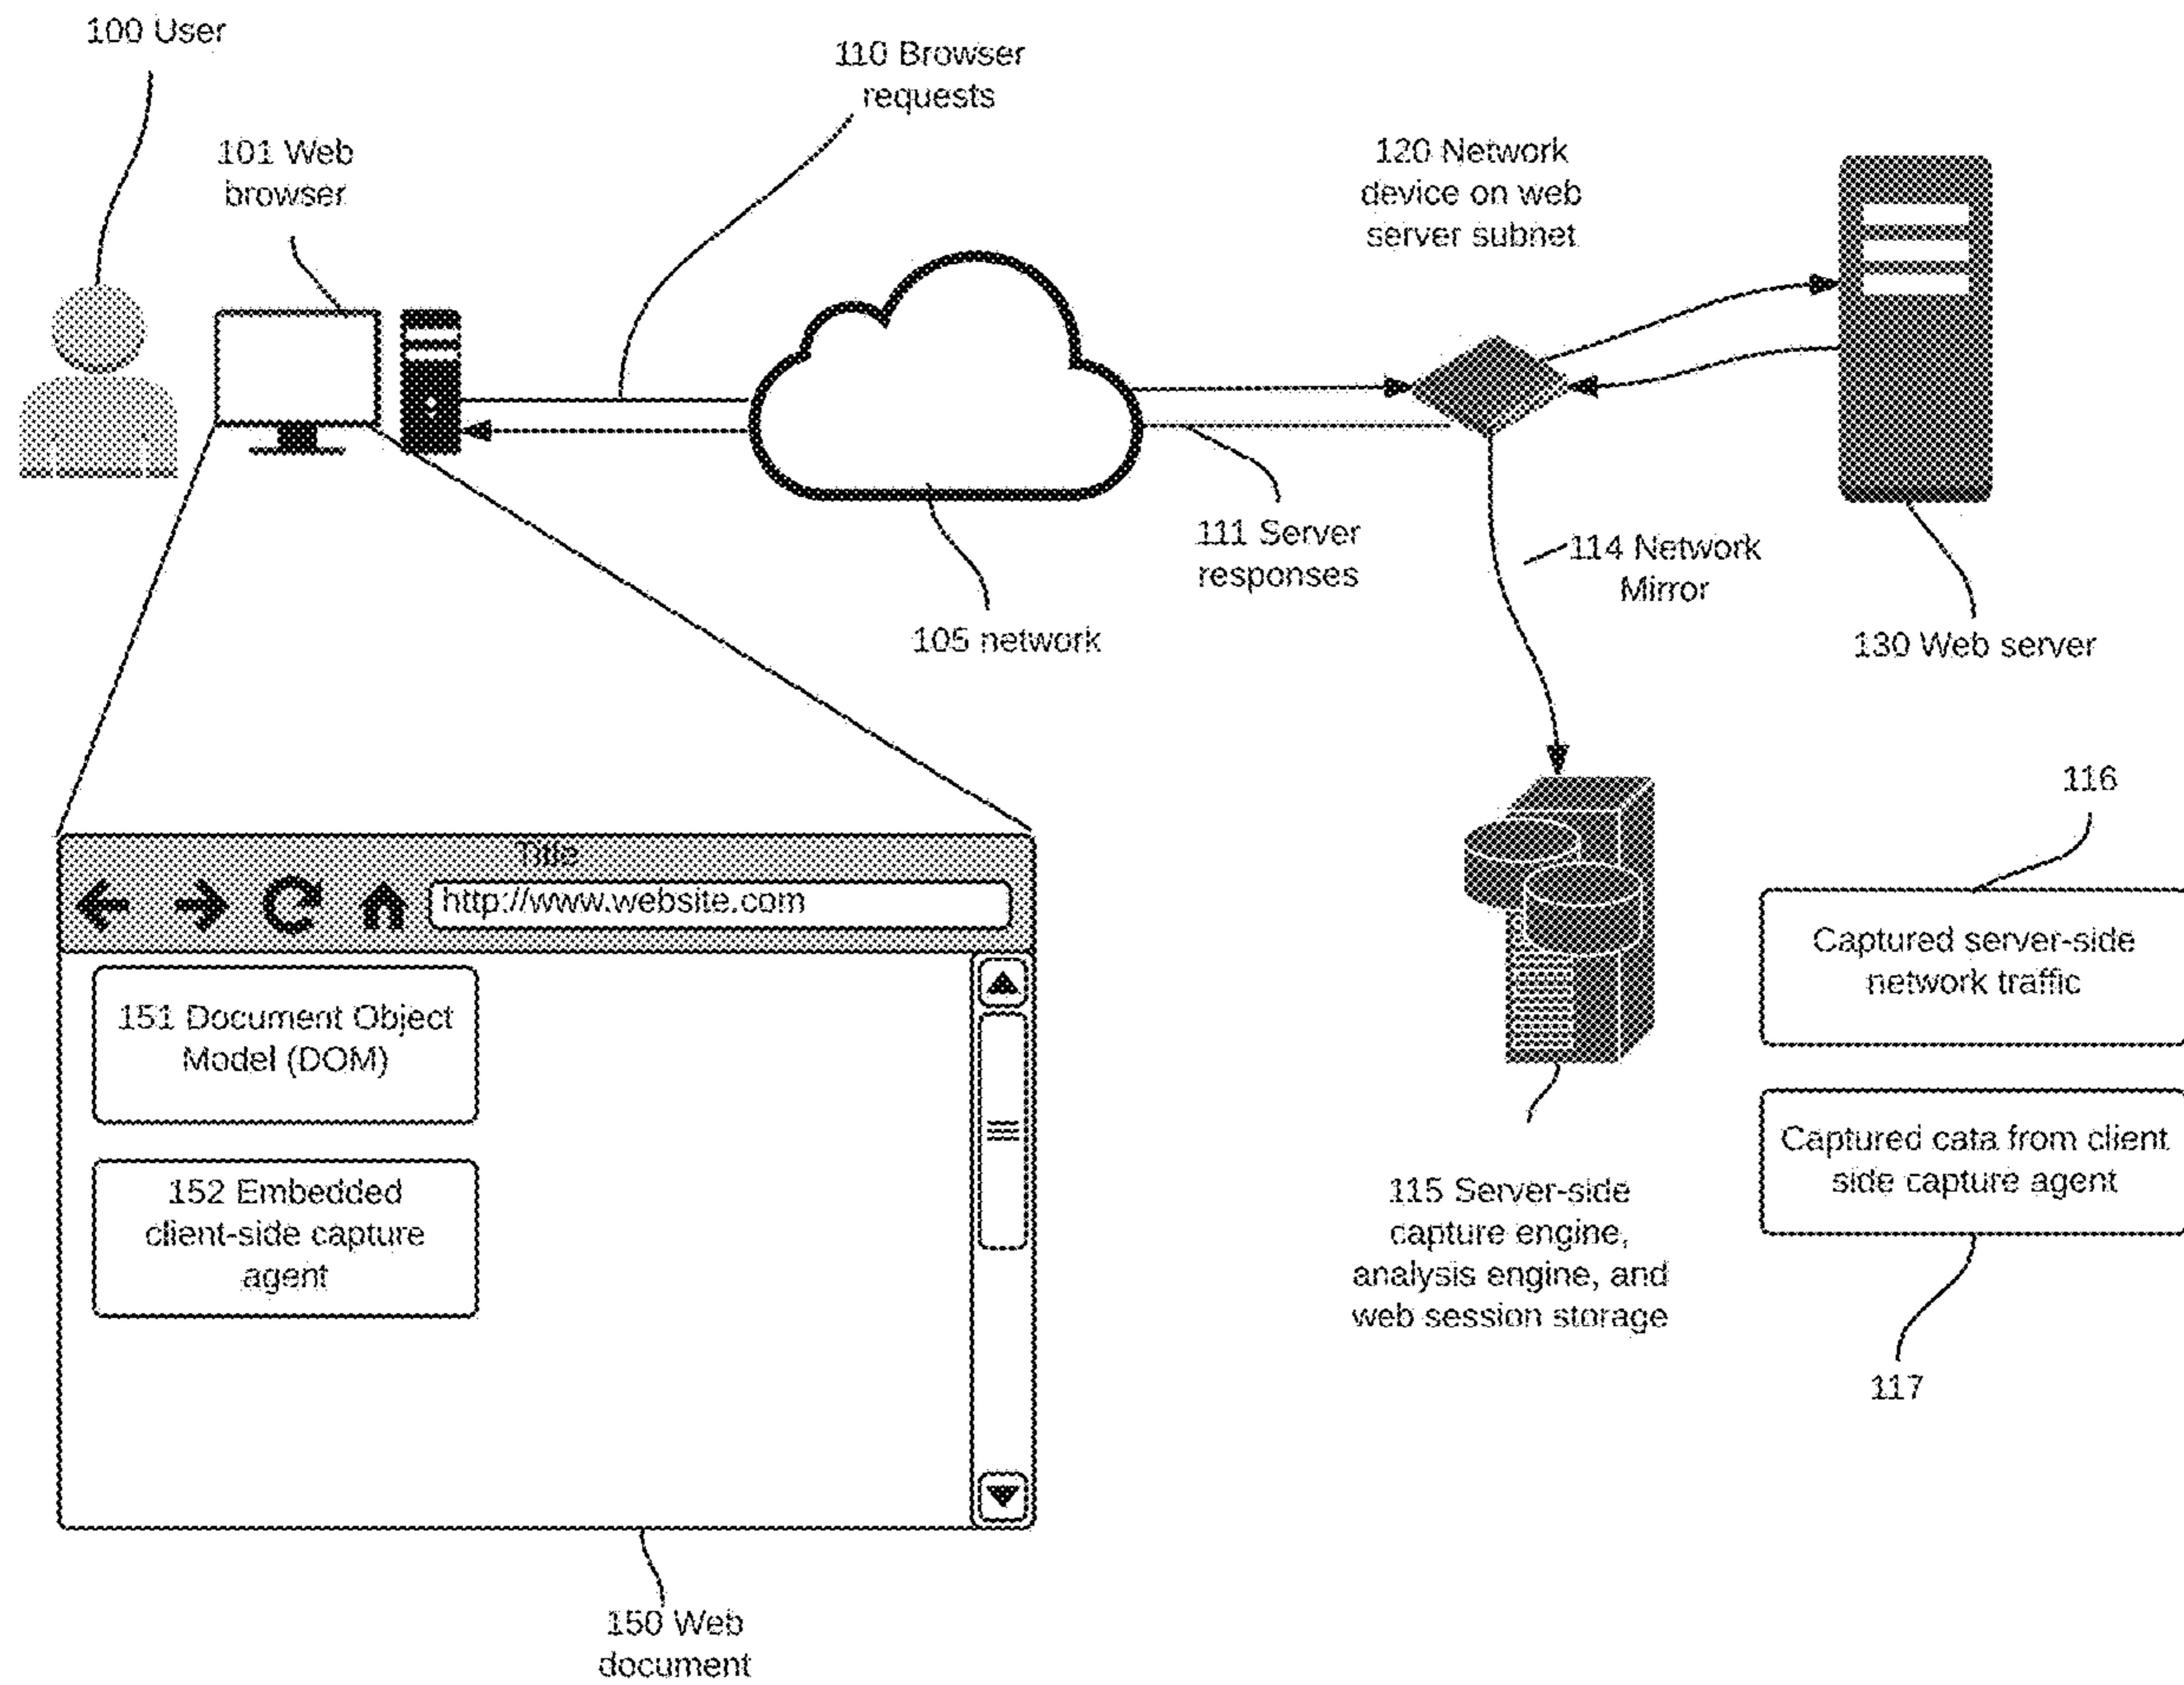 100 User
110 Browser
requests
101 Web
browser
120 Network
device on web
server subnet
111 Server
responses
114 Network
Mirror
105 network
130 Web server
116
Title
http://www.website.com
Captured server-side
network traffic
151 Document Object
Model (DOM)
Captured cata from client
side capture agent
152 Embedded
client-side capture
agent
115 Server-side
capture engine,
analysis engine, and
web session storage
117
150 Web
document